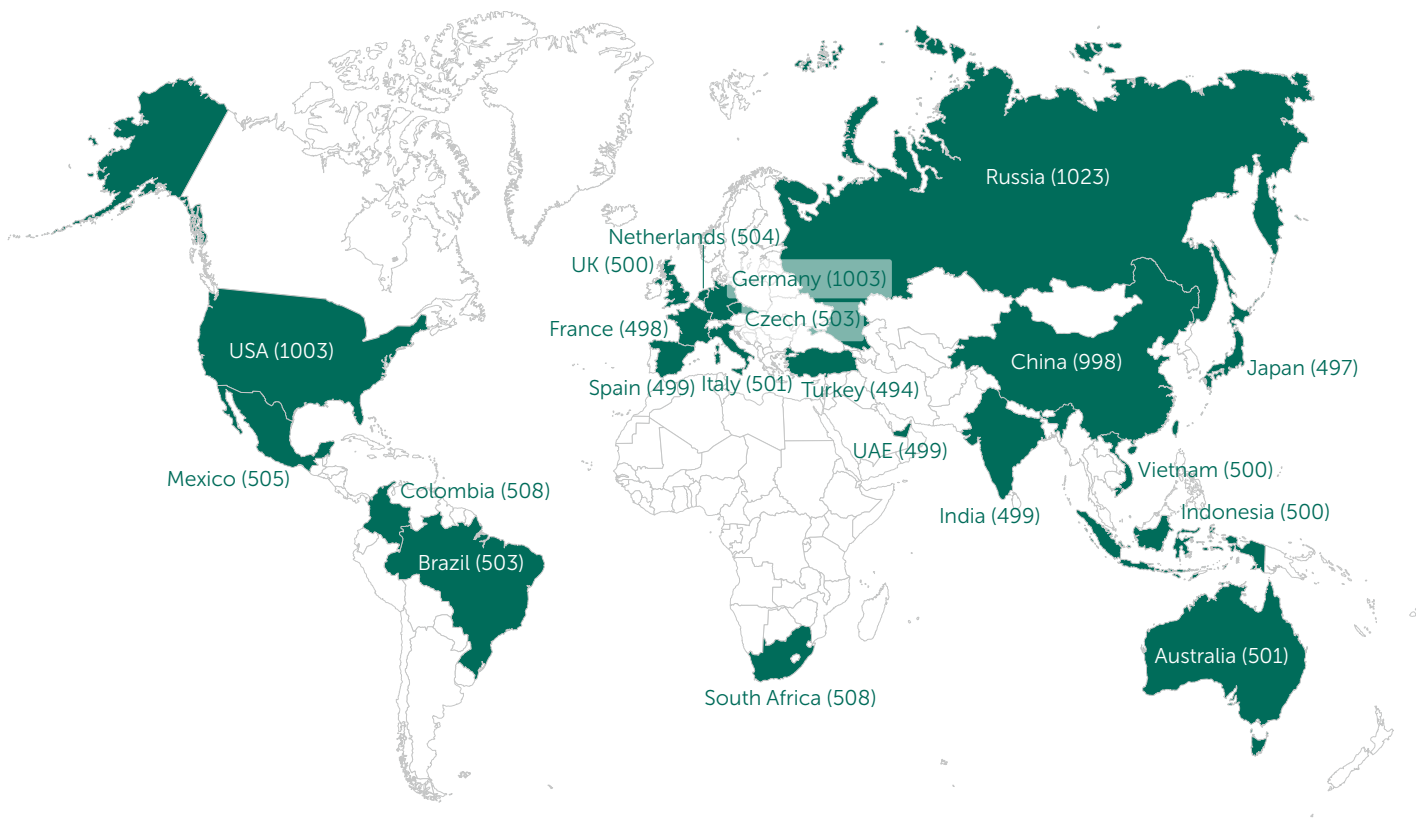 Russia (1023)
Netherlands (504)
UK (500)
Germany (1003)
Czech (503)
France (498)
USA (1003)
China (998)
Japan (497)
Spain (499)
Italy (501)
Turkey (494)
UAE (499)
Vietnam (500)
Mexico (505)
Colombia (508)
India (499)
Indonesia (500)
Brazil (503)
Australia (501)
South Africa (508)